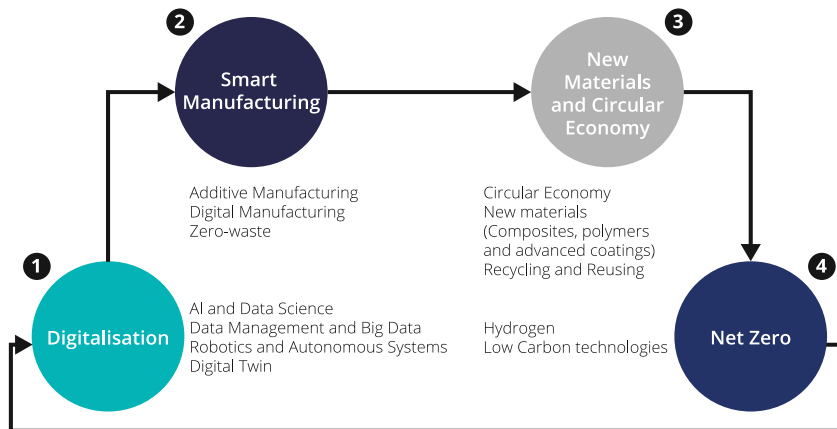 2
Smart
Manufacturing
3
New
Materials
and Circular
Economy
Additive Manufacturing
Digital Manufacturing
Zero-waste
Circular Economy
New materials
(Composites, polymers
and advanced coatings)
Recycling and Reusing
1
Digitalisation
AI and Data Science
Data Management and Big Data
Robotics and Autonomous Systems
Digital Twin
Hydrogen
Low Carbon technologies
4
Net Zero